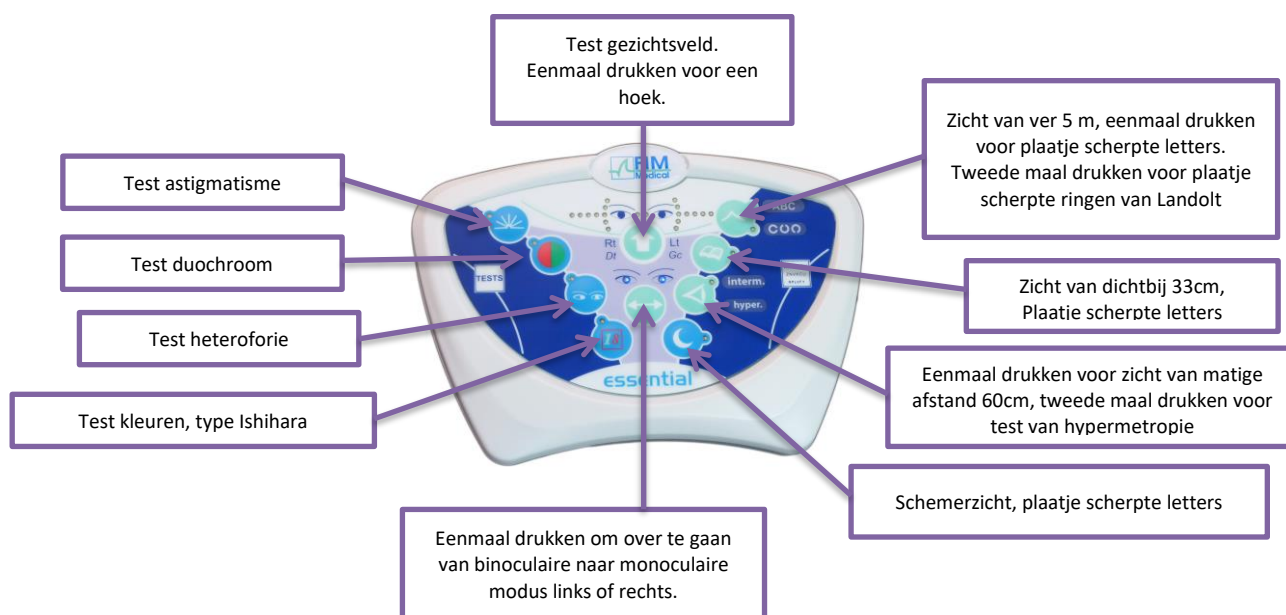 Test gezichtsveld.
Eenmaal drukken voor een
hoek.
Zicht van ver 5 m, eenmaal drukken
voor plaatje scherpte letters.
Tweede maal drukken voor plaatje
scherpte ringen van Landolt
Test astigmatisme
Test duochroom
Test heteroforie
Test kleuren, type Ishihara
FIM
Medical
ABC
Rt
Lt
Dt
Gc
TESTS
interm.
hyper.
essential
Zicht van dichtbij 33cm,
Plaatje scherpte letters
Eenmaal drukken voor zicht van matige
afstand 60cm, tweede maal drukken voor
test van hypermetropie
Schemerzicht, plaatje scherpte letters
Eenmaal drukken om over te gaan
van binoculaire naar monoculaire
modus links of rechts.